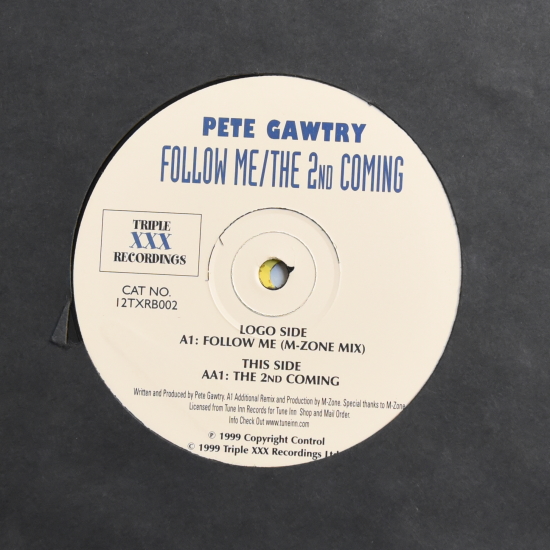 PETE GAWTRY
FOLLOW ME/THE 2ND COMING
TRIPLE
XXX
RECORDINGS
CAT NO.
12TXRB002
LOGO SIDE
A1: FOLLOW ME (M-ZONE MIX)
THIS SIDE
AA1: THE 2ND COMING
Written and Produced by Pete Gawtry. A1 Additional Remix and Production by M-Zone. Special thanks to M-Zone
Licensed from Tune Inn Records for Tune Inn Shop and Mail Order.
Info Check Out www.tuneinn.com
℗ 1999 Copyright Control
© 1999 Triple XXX Recordings